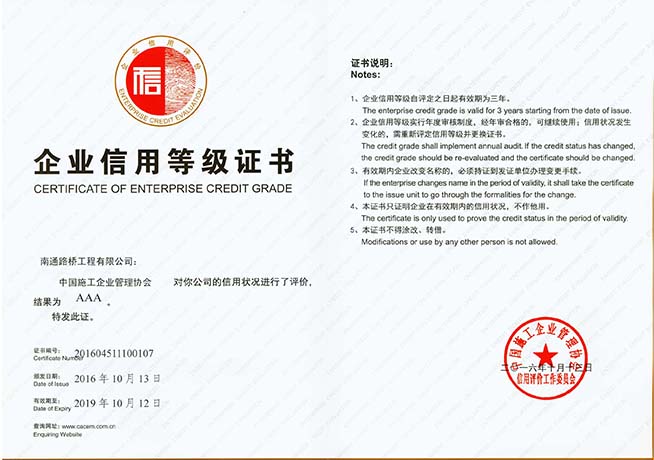 企业信用评价
信
ENTERPRISE CREDIT EVALUATION
企业信用等级证书
CERTIFICATE OF ENTERPRISE CREDIT GRADE
南通路桥工程有限公司：
中国施工企业管理协会 对你公司的信用状况进行了评价，
结果为 AAA 。
特发此证。
证书编号： 201604511100107
Certificate Number
颁发日期： 2016 年 10 月 13 日
Date of Issue
有效期至： 2019 年 10 月 12 日
Date of Expiry
查询网址：www.cacem.com.cn
Enquiring Website
证书说明：
Notes:
1、企业信用等级自评定之日起有效期为三年。
The enterprise credit grade is valid for 3 years starting from the date of issue.
2、企业信用等级实行年度审核制度，经年审合格的，可继续使用；信用状况发生
变化的，需重新评定信用等级并更换证书。
The credit grade shall implement annual audit. If the credit status has changed,
the credit grade should be re-evaluated and the certificate should be changed.
3、有效期内企业改变名称的，必须持证到发证单位办理变更手续。
If the enterprise changes name in the period of validity, it shall take the certificate
to the issue unit to go through the formalities for the change.
4、本证书只证明企业在有效期内的信用状况，不作他用。
The certificate is only used to prove the credit status in the period of validity.
5、本证书不得涂改、转借。
Modifications or use by any other person is not allowed.
中国施工企业管理协会
二〇一六年十月十三日
信用评价工作委员会